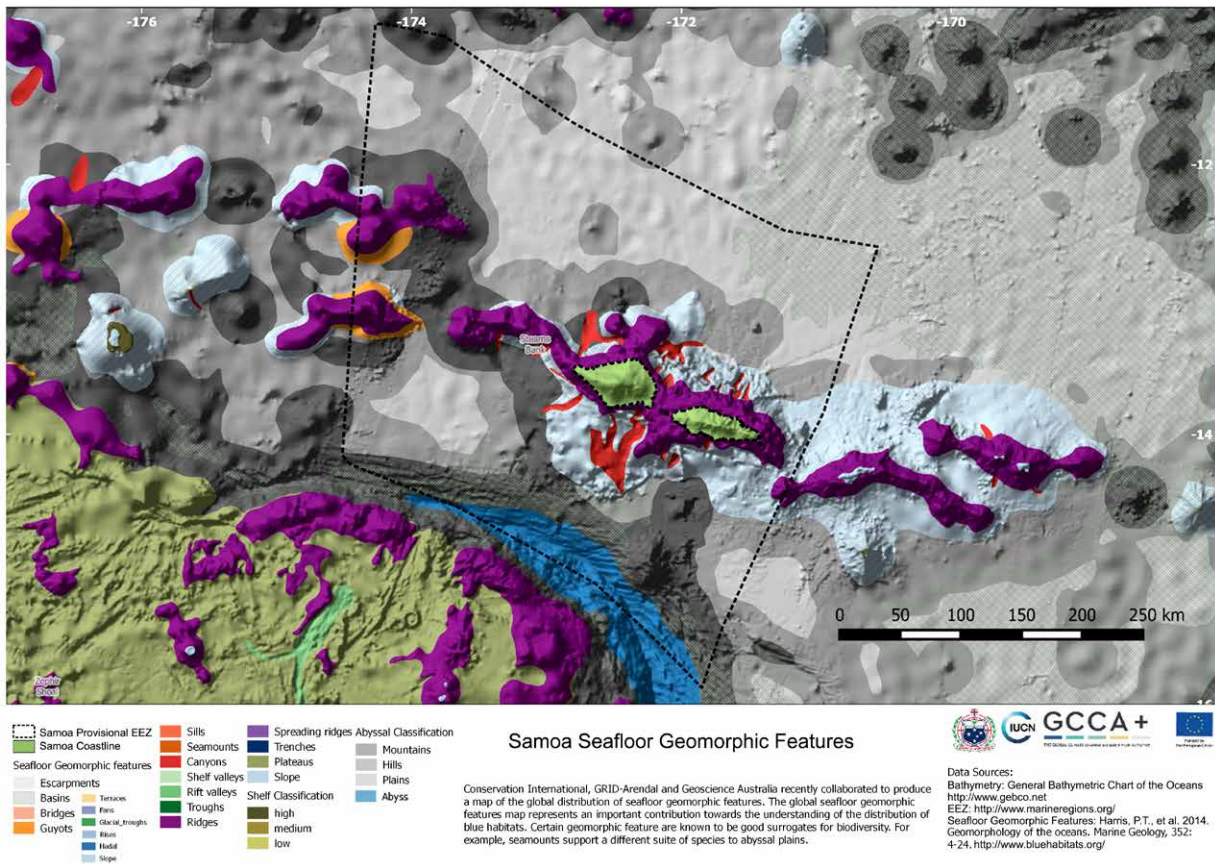 -176
-174
-172
-170
-12
Stearns
Bank
-14
0 50 100 150 200 250 km
Zephir
Shoal
-16
Samoa Provisional EEZ
Samoa Coastline
Seafloor Geomorphic features
Escarpments
Basins
Bridges
Guyots
Terraces
Fans
Glacial_troughs
Rises
Hadal
Slope
Sills
Seamounts
Canyons
Shelf valleys
Rift valleys
Troughs
Ridges
Spreading ridges
Trenches
Plateaus
Slope
Shelf Classification
high
medium
low
Abyssal Classification
Mountains
Hills
Plains
Abyss
Samoa Seafloor Geomorphic Features
Conservation International, GRID-Arendal and Geoscience Australia recently collaborated to produce
a map of the global distribution of seafloor geomorphic features. The global seafloor geomorphic
features map represents an important contribution towards the understanding of the distribution of
blue habitats. Certain geomorphic feature are known to be good surrogates for biodiversity. For
example, seamounts support a different suite of species to abyssal plains.
IUCN
GCCA+
Data Sources:
Bathymetry: General Bathymetric Chart of the Oceans
http://www.gebco.net
EEZ: http://www.marineregions.org/
Seafloor Geomorphic Features: Harris, P.T., et al. 2014.
Geomorphology of the oceans. Marine Geology, 352:
4-24. http://www.bluehabitats.org/